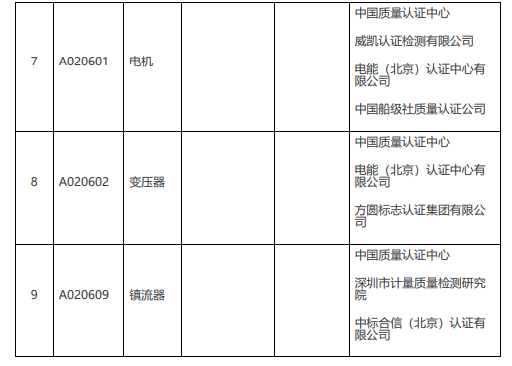 7
A020601
电机
中国质量认证中心
威凯认证检测有限公司
电能（北京）认证中心有
限公司
中国船级社质量认证公司
8
A020602
变压器
中国质量认证中心
电能（北京）认证中心有
限公司
方圆标志认证集团有限公
司
9
A020609
镇流器
中国质量认证中心
深圳市计量质量检测研究
院
中标合信（北京）认证有
限公司